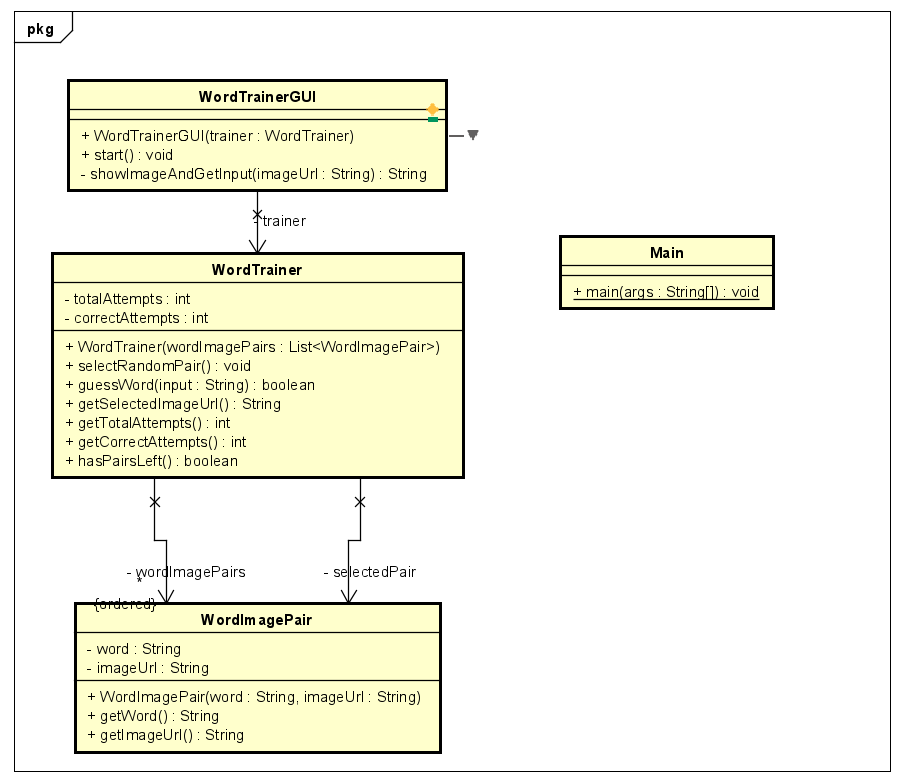 pkg
WordTrainerGUI
+ WordTrainerGUI(trainer : WordTrainer)
+ start() : void
- showImageAndGetInput(imageUrl : String) : String
- trainer
WordTrainer
- totalAttempts : int
- correctAttempts : int
+ WordTrainer(wordImagePairs : List<WordImagePair>)
+ selectRandomPair() : void
+ guessWord(input : String) : boolean
+ getSelectedImageUrl() : String
+ getTotalAttempts() : int
+ getCorrectAttempts() : int
+ hasPairsLeft() : boolean
Main
+ main(args : String[]) : void
- wordImagePairs
*
{ordered}
- selectedPair
WordImagePair
- word : String
- imageUrl : String
+ WordImagePair(word : String, imageUrl : String)
+ getWord() : String
+ getImageUrl() : String